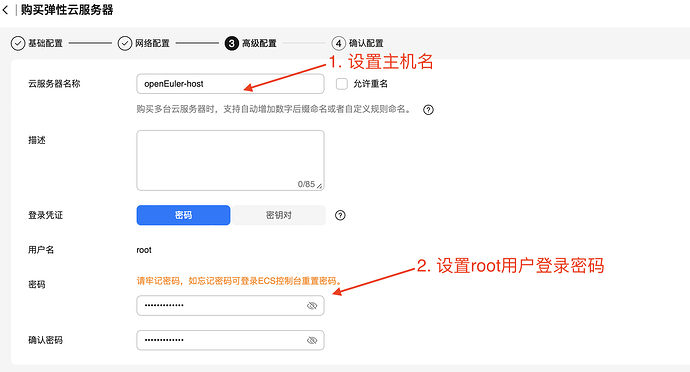 购买弹性云服务器
基础配置 网络配置 3 高级配置 4 确认配置
1. 设置主机名
云服务器名称 openEuler-host 允许重名
购买多台云服务器时，支持自动增加数字后缀命名或者自定义规则命名。 ?
描述
0/85
登录凭证 密码 密钥对 ?
用户名 root
2. 设置root用户登录密码
密码 请牢记密码，如忘记密码可登录ECS控制台重置密码。
•••••••••••••
确认密码 •••••••••••••